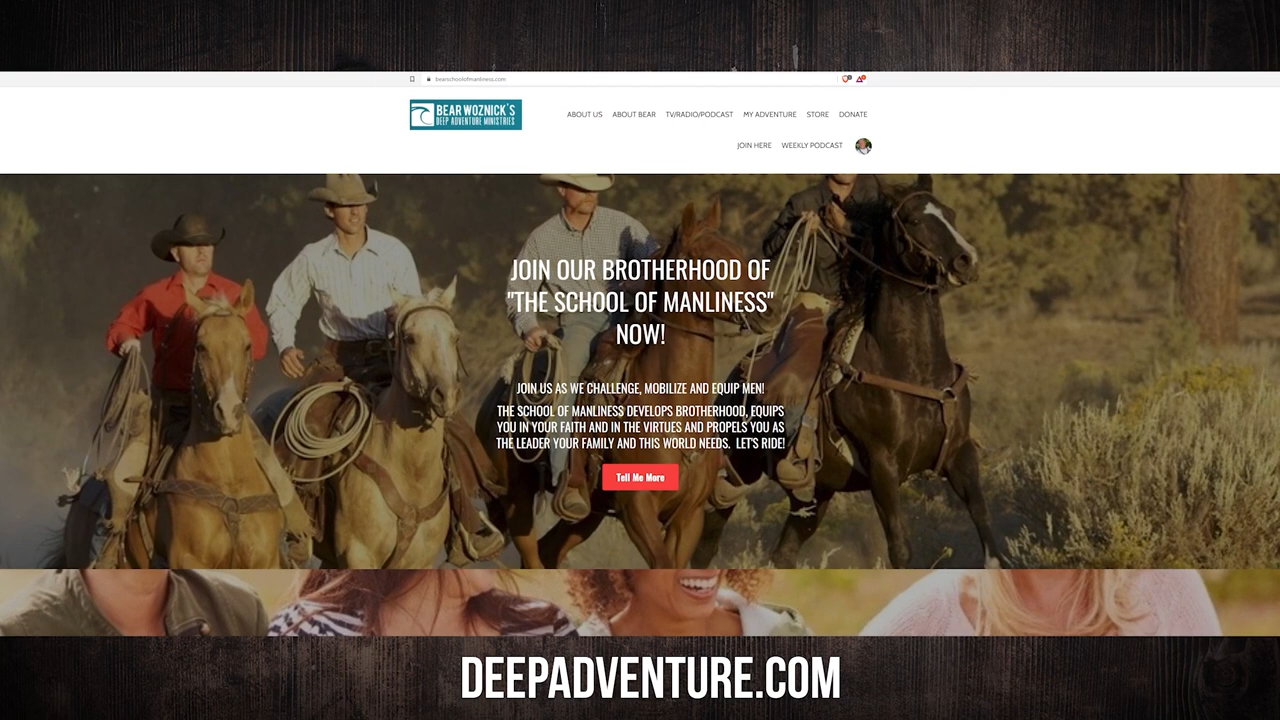 bearschoolofmanliness.com
BEAR WOZNICK'S
DEEP ADVENTURE MINISTRIES
ABOUT US ABOUT BEAR TV/RADIO/PODCAST MY ADVENTURE STORE DONATE
JOIN HERE WEEKLY PODCAST
JOIN OUR BROTHERHOOD OF
"THE SCHOOL OF MANLINESS"
NOW!
JOIN US AS WE CHALLENGE, MOBILIZE AND EQUIP MEN!
THE SCHOOL OF MANLINESS DEVELOPS BROTHERHOOD, EQUIPS
YOU IN YOUR FAITH AND IN THE VIRTUES AND PROPELS YOU AS
THE LEADER YOUR FAMILY AND THIS WORLD NEEDS. LET'S RIDE!
Tell Me More
DEEPADVENTURE.COM